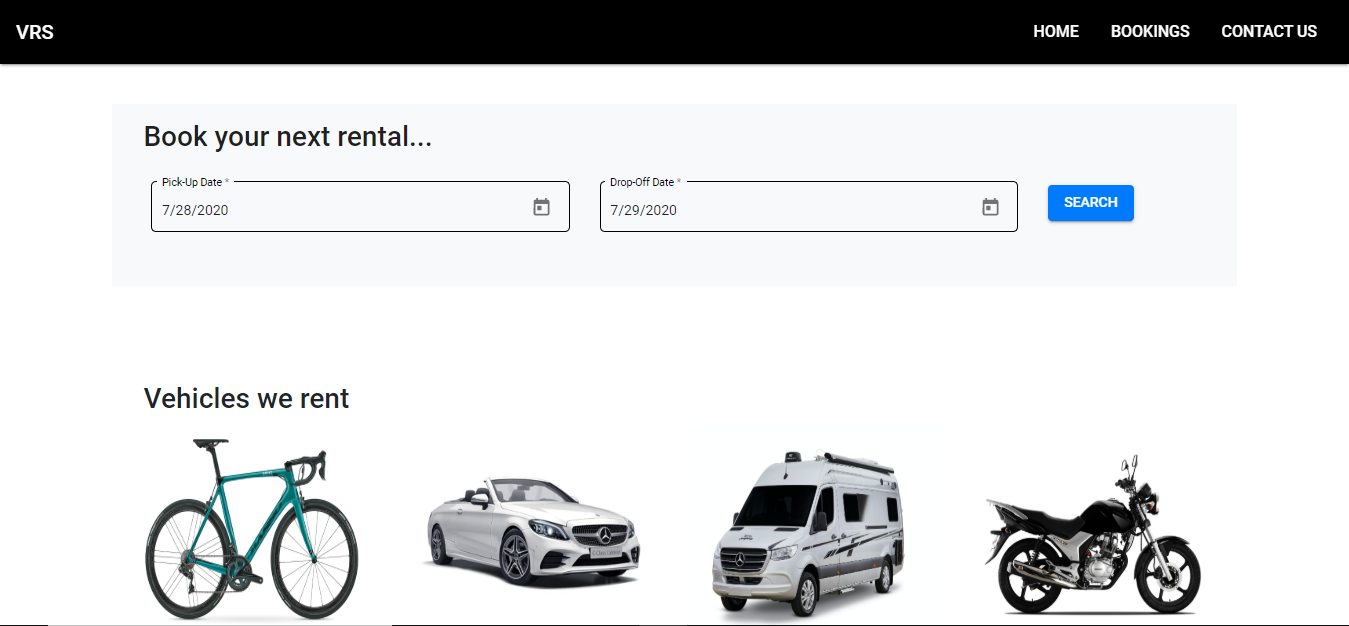 VRS
HOME BOOKINGS CONTACT US
Book your next rental...
Pick-Up Date * Drop-Off Date *
7/28/2020 7/29/2020 SEARCH
Vehicles we rent